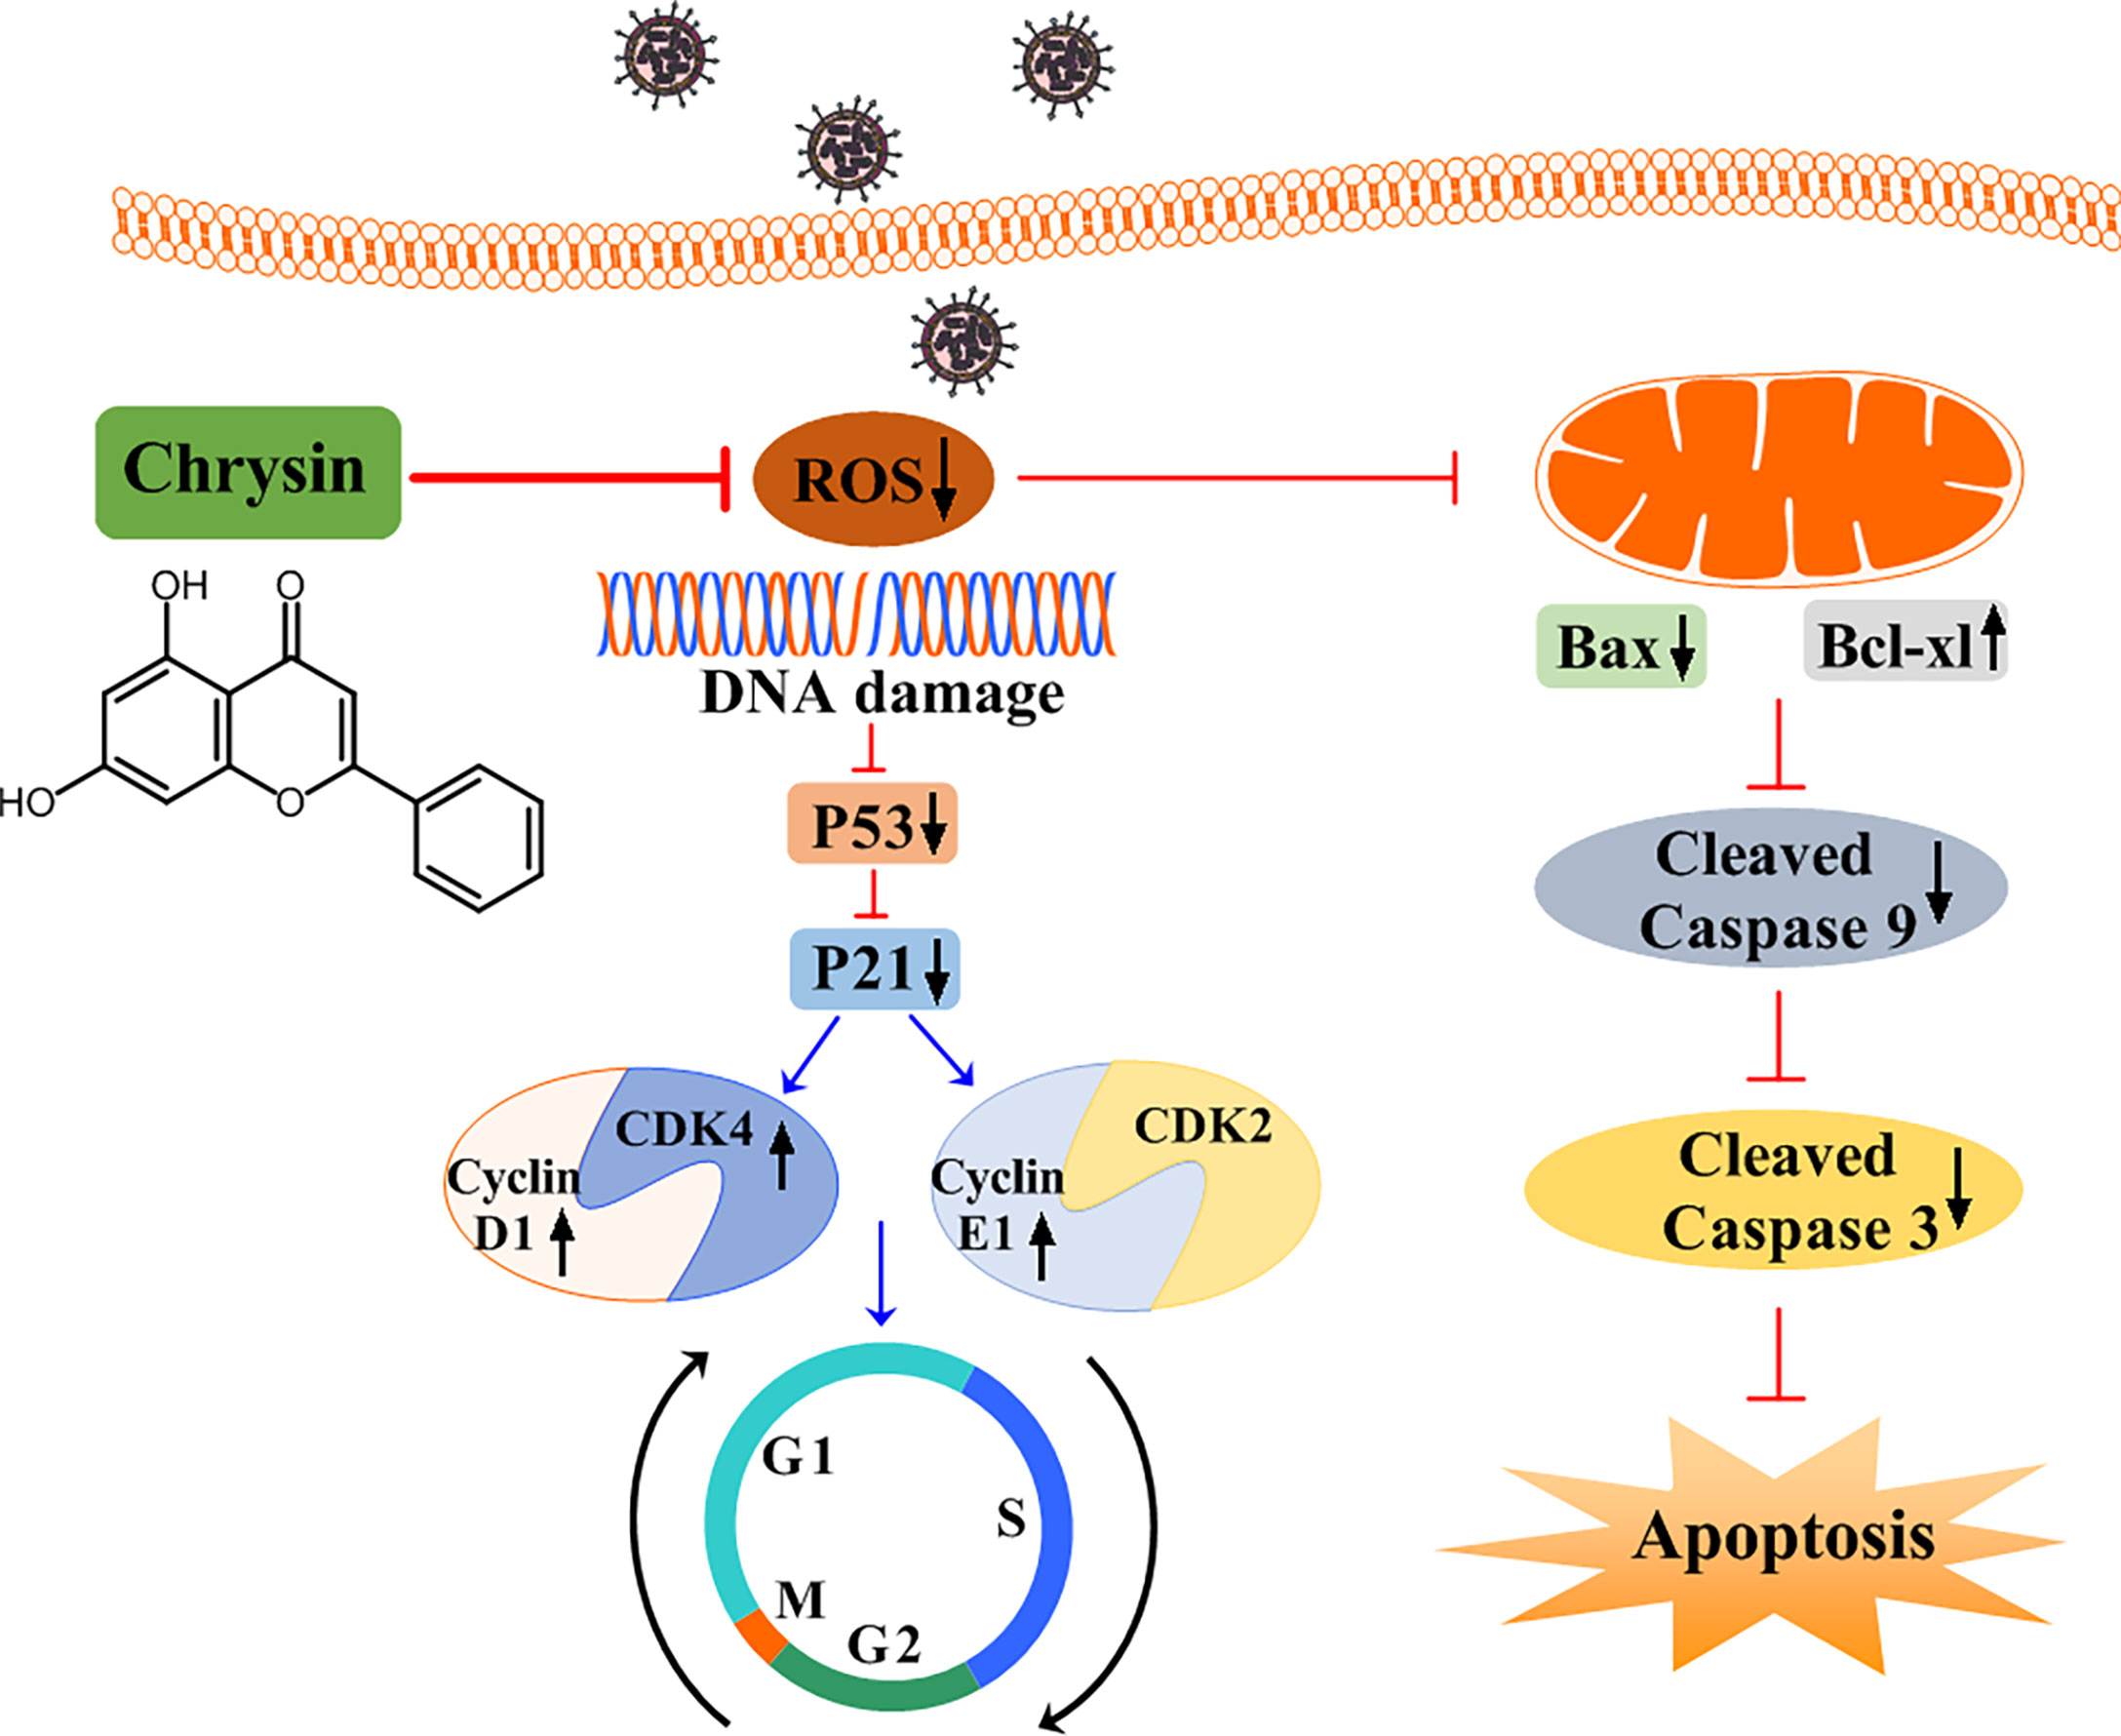 Chrysin
ROS
OH
O
HO
O
DNA damage
P53
P21
CDK4
Cyclin
D1
CDK2
Cyclin
E1
G1
S
M
G2
Bax
Bcl-xl
Cleaved
Caspase 9
Cleaved
Caspase 3
Apoptosis